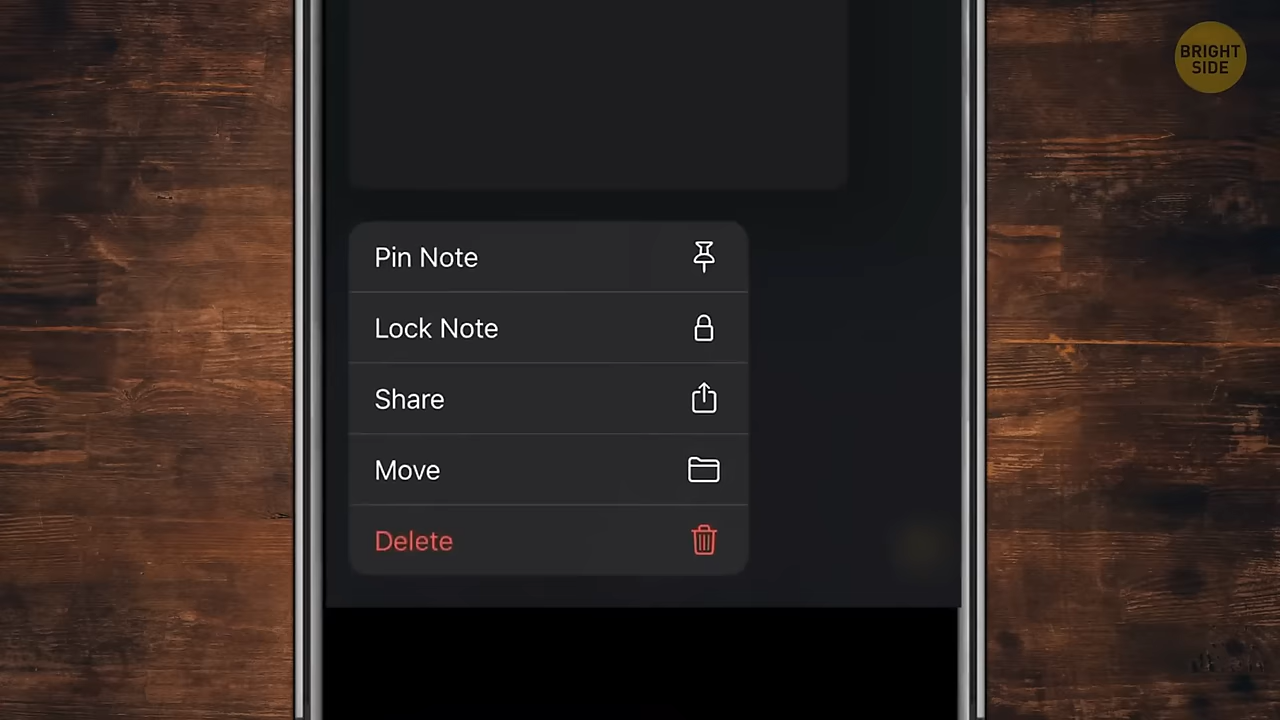 BRIGHT
SIDE
Pin Note
Lock Note
Share
Move
Delete